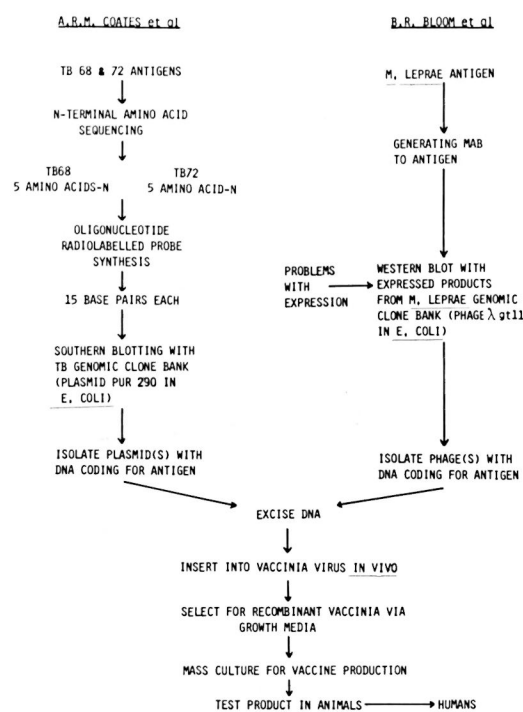 A.R.M. COATES et al
TB 68 & 72 ANTIGENS
N-TERMINAL AMINO ACID
SEQUENCING
TB68
5 AMINO ACIDS-N
TB72
5 AMINO ACID-N
OLIGONUCLEOTIDE
RADIOLABELLED PROBE
SYNTHESIS
15 BASE PAIRS EACH
SOUTHERN BLOTTING WITH
TB GENOMIC CLONE BANK
(PLASMID PUR 290 IN
E. COLI)
ISOLATE PLASMID(S) WITH
DNA CODING FOR ANTIGEN
B.R. BLOOM et al
M. LEPRAE ANTIGEN
GENERATING MAB
TO ANTIGEN
PROBLEMS
WITH
EXPRESSION
WESTERN BLOT WITH
EXPRESSED PRODUCTS
FROM M. LEPRAE GENOMIC
CLONE BANK (PHAGE λ gt11
IN E. COLI)
ISOLATE PHAGE(S) WITH
DNA CODING FOR ANTIGEN
EXCISE DNA
INSERT INTO VACCINIA VIRUS IN VIVO
SELECT FOR RECOMBINANT VACCINIA VIA
GROWTH MEDIA
MASS CULTURE FOR VACCINE PRODUCTION
TEST PRODUCT IN ANIMALS
HUMANS